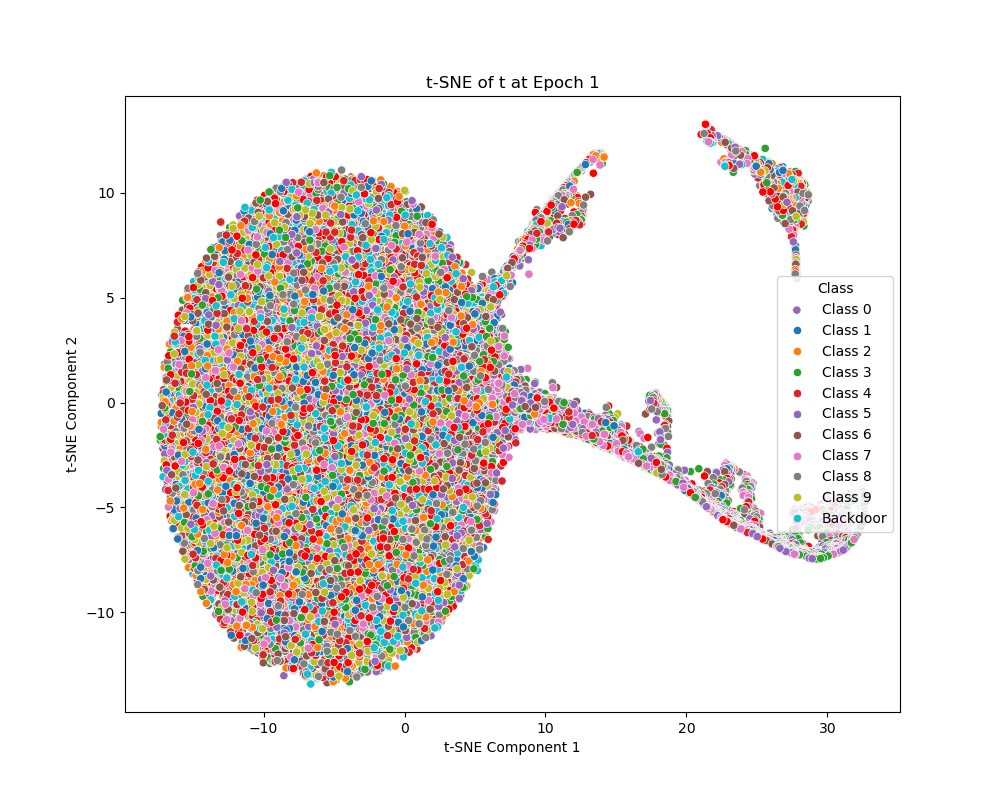 t-SNE of t at Epoch 1
10
5
0
−5
−10
t-SNE Component 2
−10
0
10
20
30
t-SNE Component 1
Class
Class 0
Class 1
Class 2
Class 3
Class 4
Class 5
Class 6
Class 7
Class 8
Class 9
Backdoor